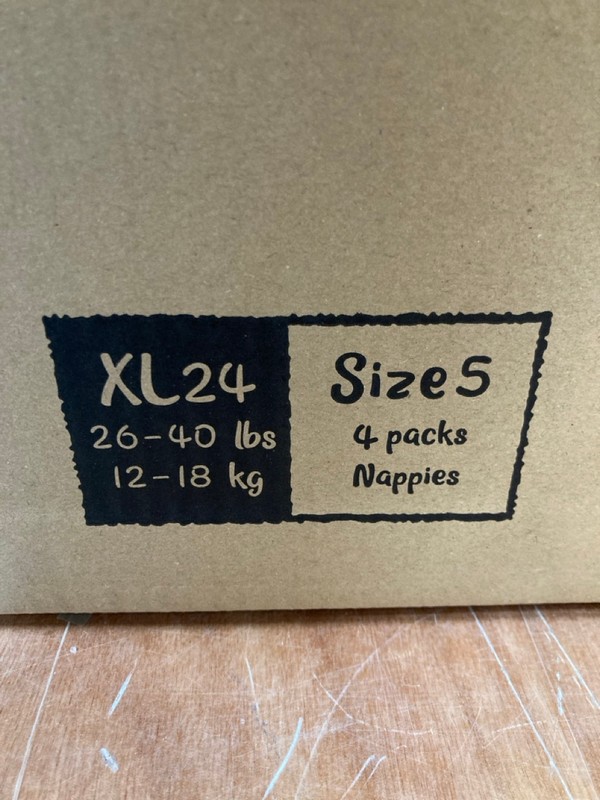 XL24
26-40 lbs
12-18 kg
Size 5
4 packs
Nappies